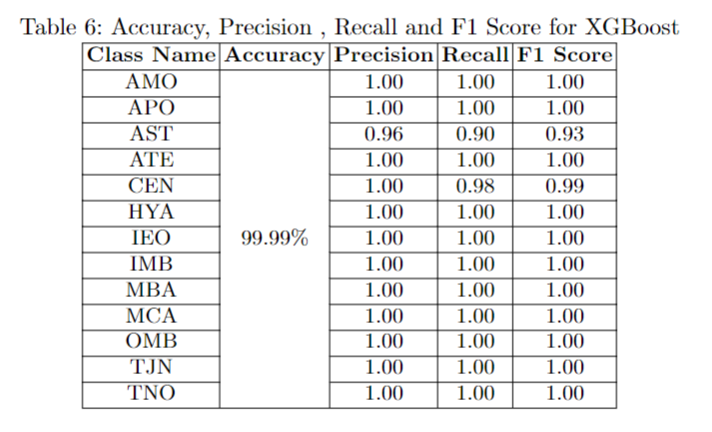 Table 6: Accuracy, Precision , Recall and F1 Score for XGBoost
Class Name Accuracy Precision Recall F1 Score
AMO 1.00 1.00 1.00
APO 1.00 1.00 1.00
AST 0.96 0.90 0.93
ATE 1.00 1.00 1.00
CEN 1.00 0.98 0.99
HYA 1.00 1.00 1.00
IEO 99.99% 1.00 1.00 1.00
IMB 1.00 1.00 1.00
MBA 1.00 1.00 1.00
MCA 1.00 1.00 1.00
OMB 1.00 1.00 1.00
TJN 1.00 1.00 1.00
TNO 1.00 1.00 1.00